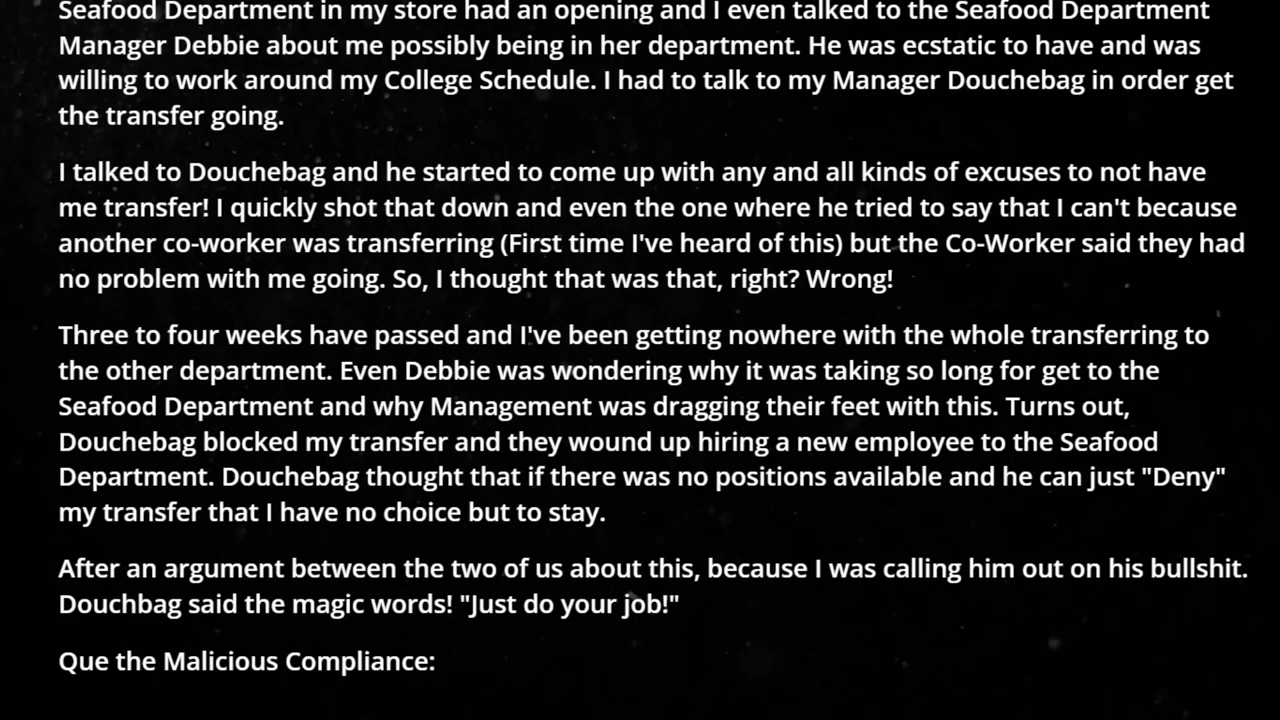 Seafood Department in my store had an opening and I even talked to the Seafood Department
Manager Debbie about me possibly being in her department. He was ecstatic to have and was
willing to work around my College Schedule. I had to talk to my Manager Douchebag in order get
the transfer going.
I talked to Douchebag and he started to come up with any and all kinds of excuses to not have
me transfer! I quickly shot that down and even the one where he tried to say that I can't because
another co-worker was transferring (First time I've heard of this) but the Co-Worker said they had
no problem with me going. So, I thought that was that, right? Wrong!
Three to four weeks have passed and I've been getting nowhere with the whole transferring to
the other department. Even Debbie was wondering why it was taking so long for get to the
Seafood Department and why Management was dragging their feet with this. Turns out,
Douchebag blocked my transfer and they wound up hiring a new employee to the Seafood
Department. Douchebag thought that if there was no positions available and he can just "Deny"
my transfer that I have no choice but to stay.
After an argument between the two of us about this, because I was calling him out on his bullshit.
Douchbag said the magic words! "Just do your job!"
Que the Malicious Compliance: